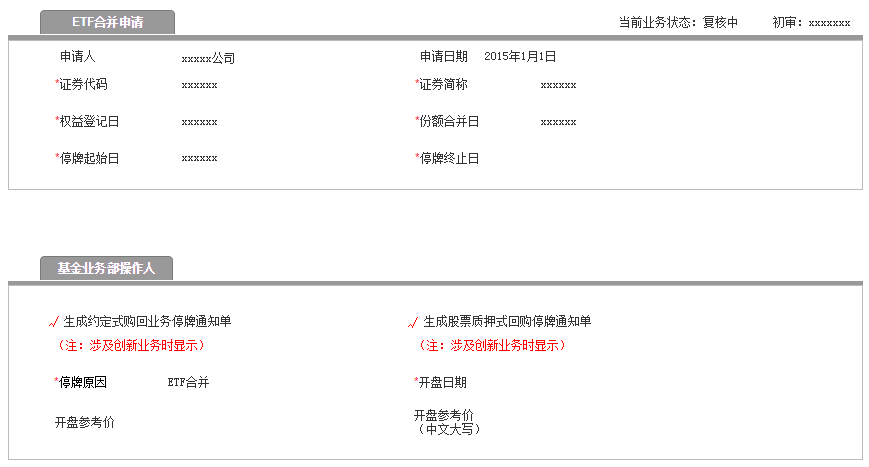 ETF合并申请 当前业务状态：复核中 初审：xxxxxxx
申请人 xxxxx公司 申请日期 2015年1月1日
*证券代码 xxxxxx *证券简称 xxxxxx
*权益登记日 xxxxxx *份额合并日 xxxxxx
*停牌起始日 xxxxxx *停牌终止日
基金业务部操作人
生成约定式购回业务停牌通知单 生成股票质押式回购停牌通知单
（注：涉及创新业务时显示） （注：涉及创新业务时显示）
*停牌原因 ETF合并 *开盘日期
开盘参考价 开盘参考价
（中文大写）